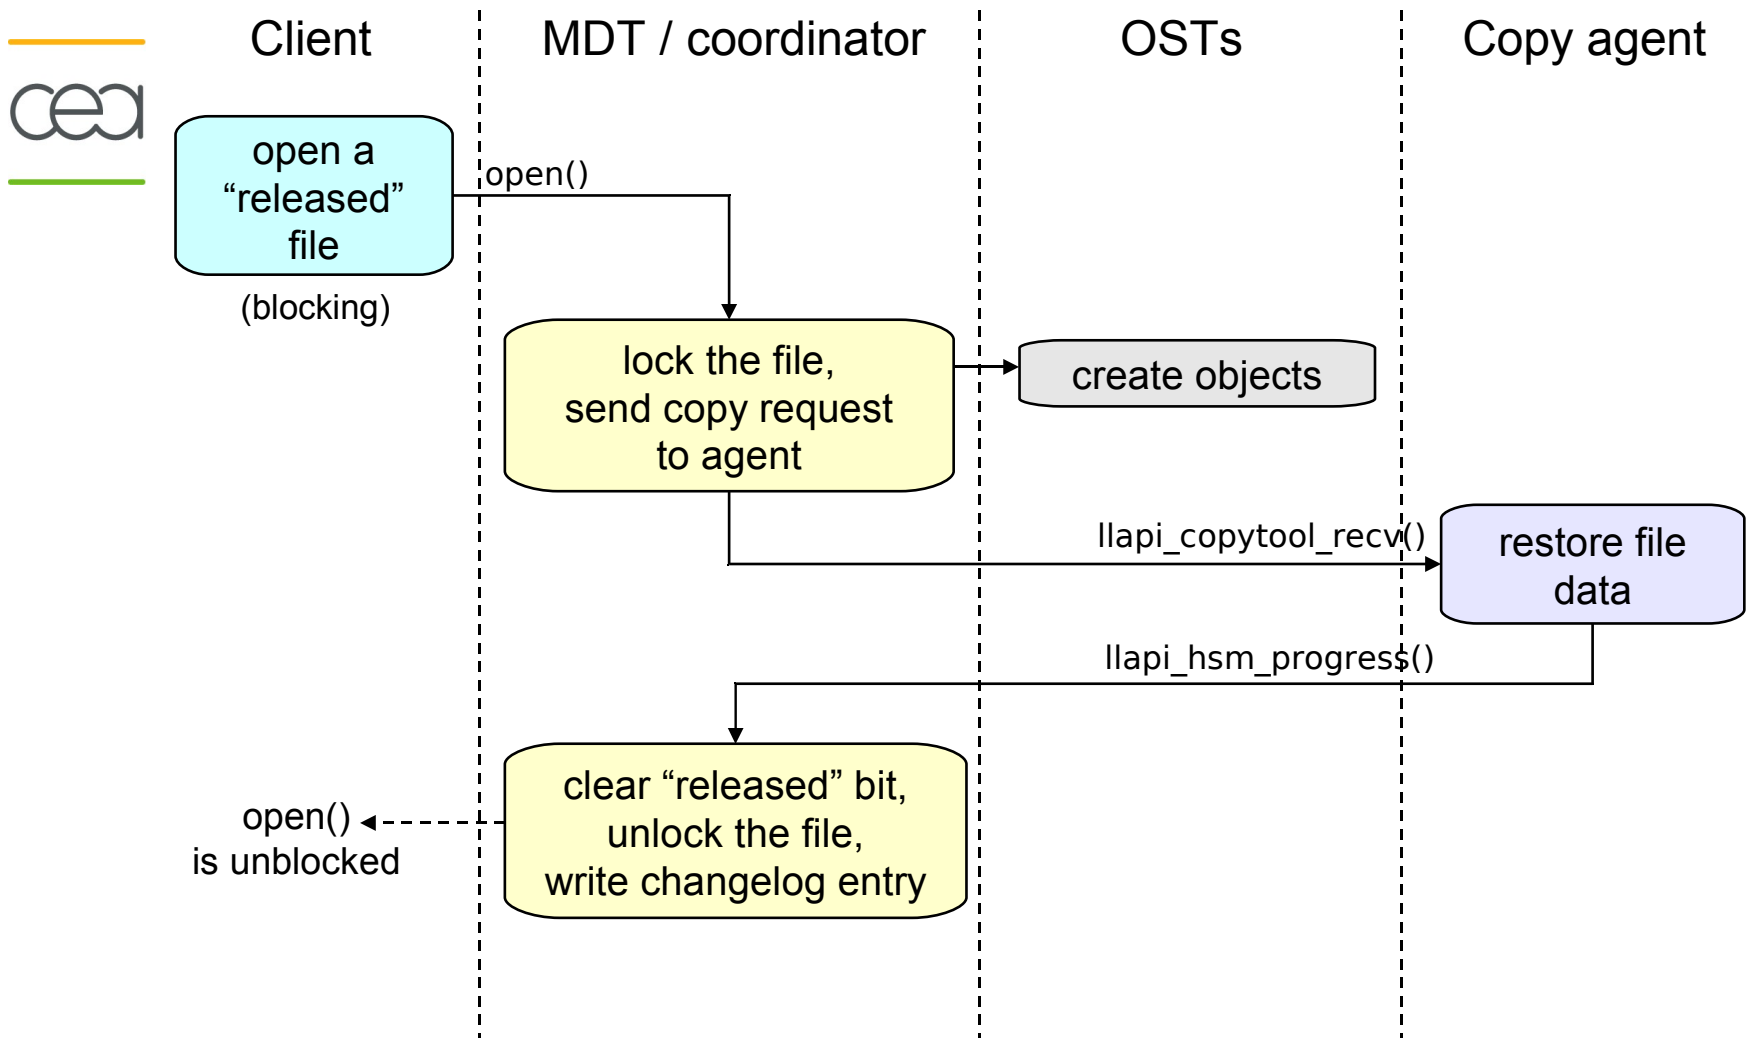 Client
MDT / coordinator
OSTs
Copy agent
cea
open a
“released”
file
(blocking)
open()
lock the file,
send copy request
to agent
create objects
llapi_copytool_recv()
restore file
data
llapi_hsm_progress()
clear “released” bit,
unlock the file,
write changelog entry
open()
is unblocked